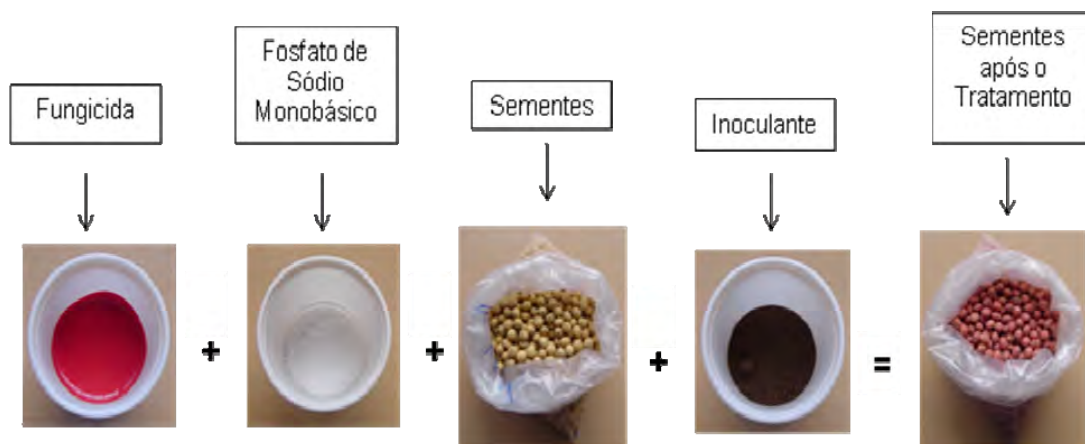 Fungicida
Fosfato de
Sódio
Monobásico
Sementes
Inoculante
Sementes
após o
Tratamento
+
+
+
=